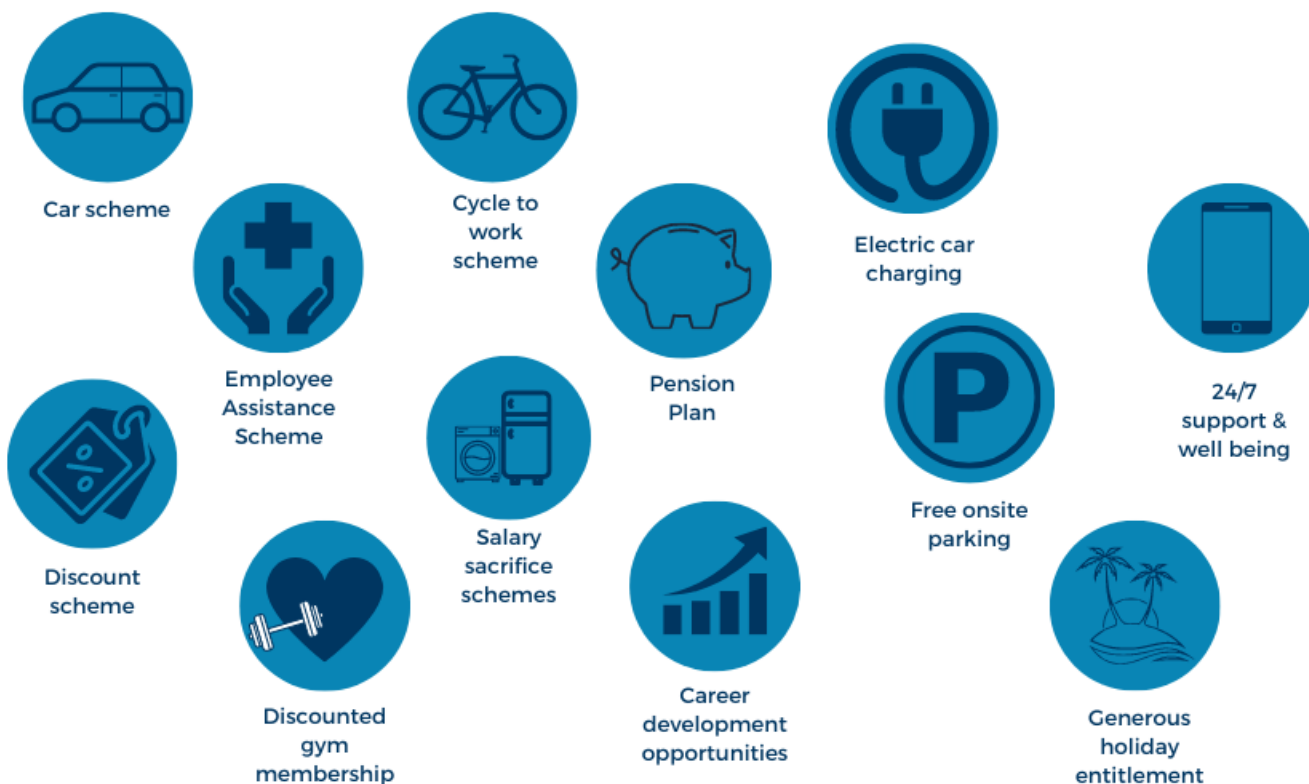 Car scheme
Cycle to
work
scheme
Electric car
charging
Employee
Assistance
Scheme
Pension
Plan
24/7
support &
well being
P
Free onsite
parking
%
Discount
scheme
Salary
sacrifice
schemes
Discounted
gym
membership
Career
development
opportunities
Generous
holiday
entitlement